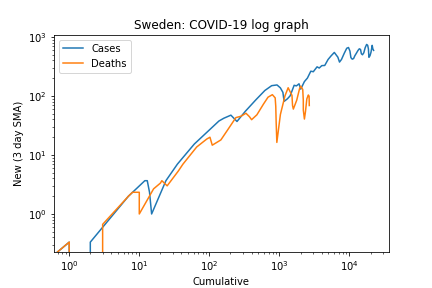 Sweden: COVID-19 log graph
Cases
Deaths
New (3 day SMA)
10³
10²
10¹
10⁰
10⁰ 10¹ 10² 10³ 10⁴
Cumulative